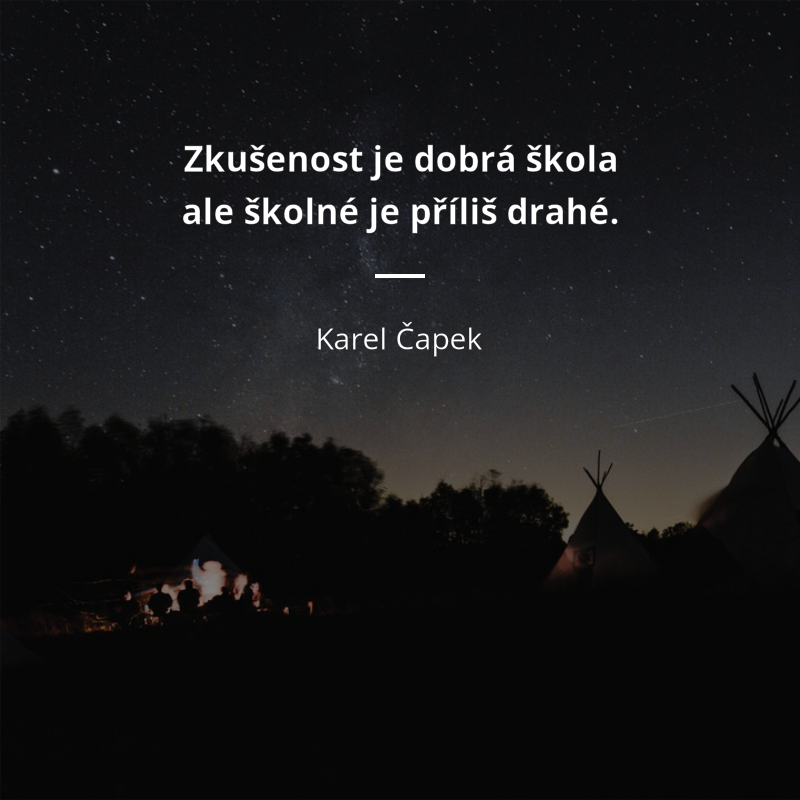 Zkušenost je dobrá škola
ale školné je příliš drahé.
Karel Čapek